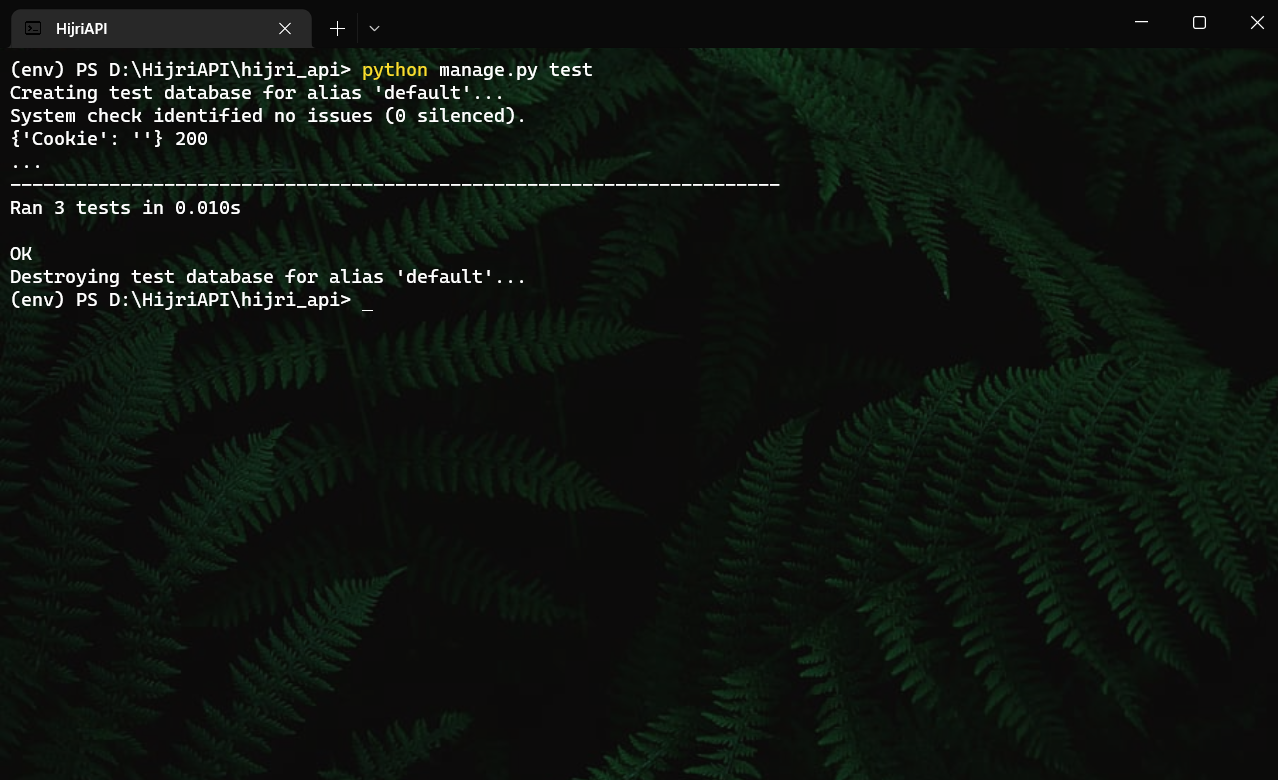 HijriAPI
(env) PS D:\HijriAPI\hijri_api> python manage.py test
Creating test database for alias 'default'...
System check identified no issues (0 silenced).
{'Cookie': ''} 200
...
----------------------------------------------------------------------
Ran 3 tests in 0.010s

OK
Destroying test database for alias 'default'...
(env) PS D:\HijriAPI\hijri_api> _